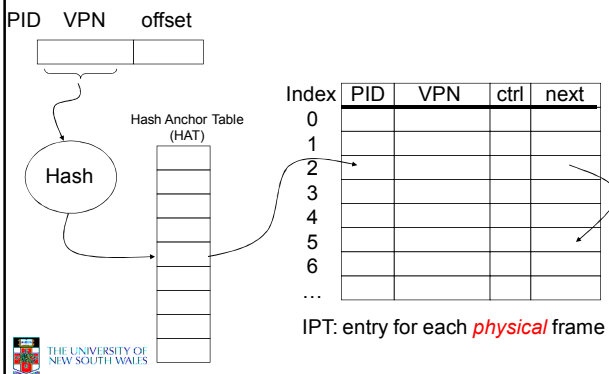 PID VPN offset
Hash Anchor Table
(HAT)
Hash
Index PID VPN ctrl next
0
1
2
3
4
5
6
…
IPT: entry for each physical frame
THE UNIVERSITY OF
NEW SOUTH WALES